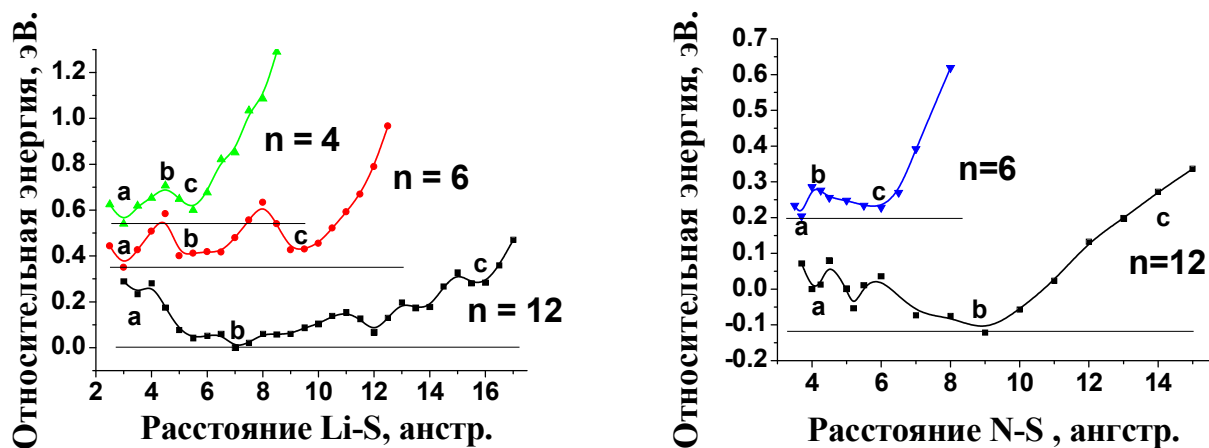 Относительная энергия, эВ.
1.2
1.0
0.8
0.6
0.4
0.2
0.0
a
b
c
n = 4
a
b
c
n = 6
a
b
c
n = 12
2 4 6 8 10 12 14 16
Расстояние Li-S, анстр.
Относительная энергия, эВ.
0.7
0.6
0.5
0.4
0.3
0.2
0.1
0.0
-0.1
-0.2
b
a
c
n=6
a
b
c
n=12
4 6 8 10 12 14
Расстояние N-S , ангстр.